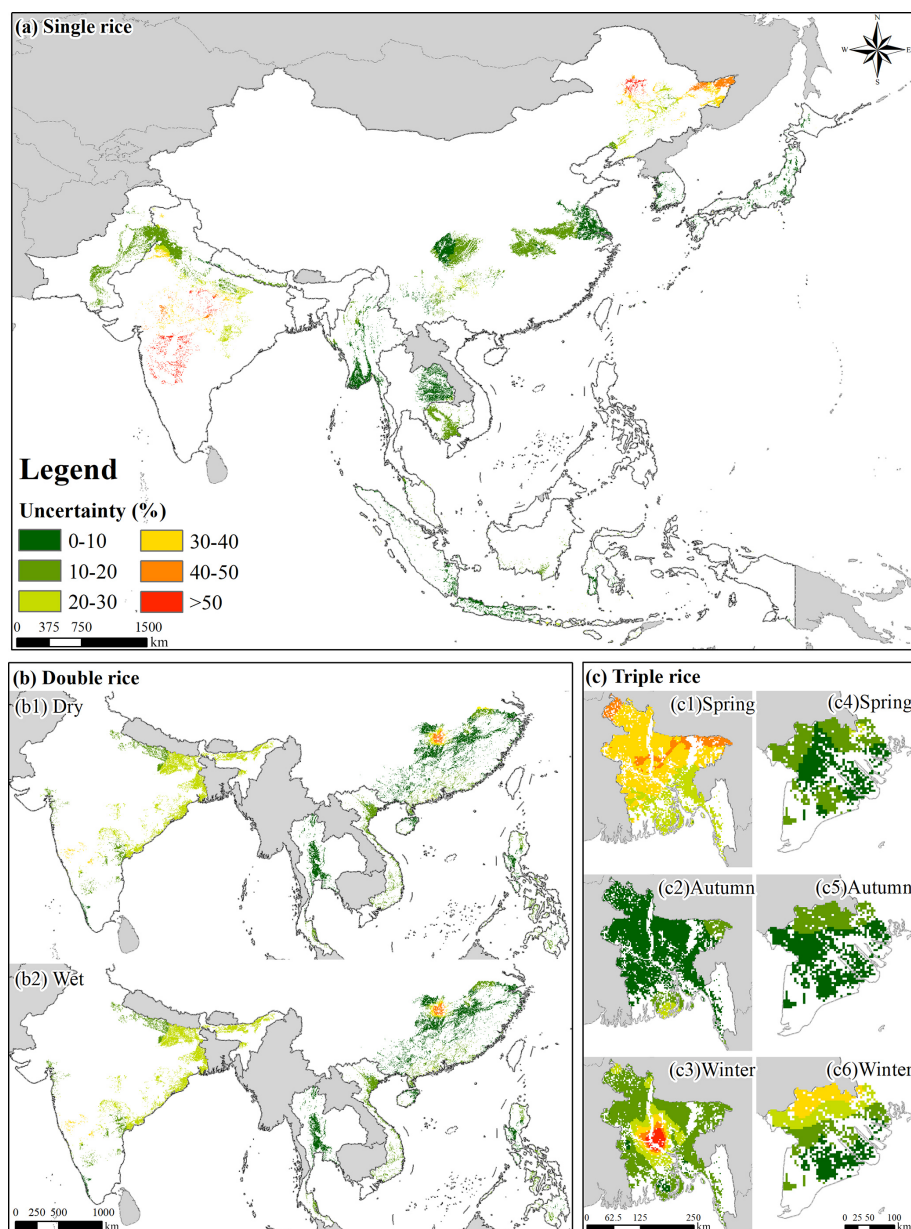 (a) Single rice
N
W
E
S
Legend
Uncertainty (%)
0-10
30-40
10-20
40-50
20-30
>50
0 375 750 1500
km
(b) Double rice
(b1) Dry
(b2) Wet
0 250 500 1000
km
(c) Triple rice
(c1)Spring
(c4)Spring
(c2)Autumn
(c5)Autumn
(c3)Winter
(c6)Winter
0 62.5 125 250
km
0 25 50 100
km